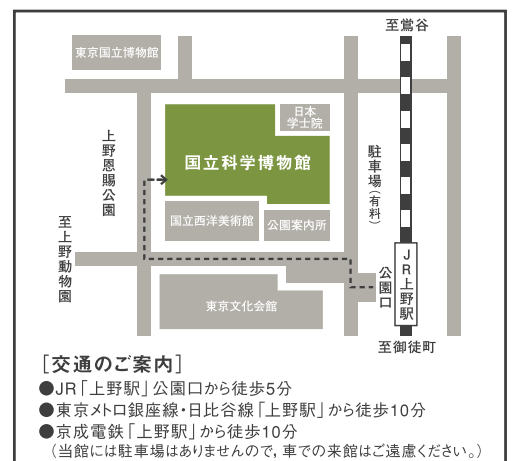 至鶯谷
東京国立博物館
日本
学士院
国立科学博物館
上野恩賜公園
駐車場(有料)
至上野動物園
国立西洋美術館
公園案内所
公園口
JR上野駅
東京文化会館
至御徒町
[交通のご案内]
●JR「上野駅」公園口から徒歩5分
●東京メトロ銀座線・日比谷線「上野駅」から徒歩10分
●京成電鉄「上野駅」から徒歩10分
(当館には駐車場はありませんので,車での来館はご遠慮ください。)